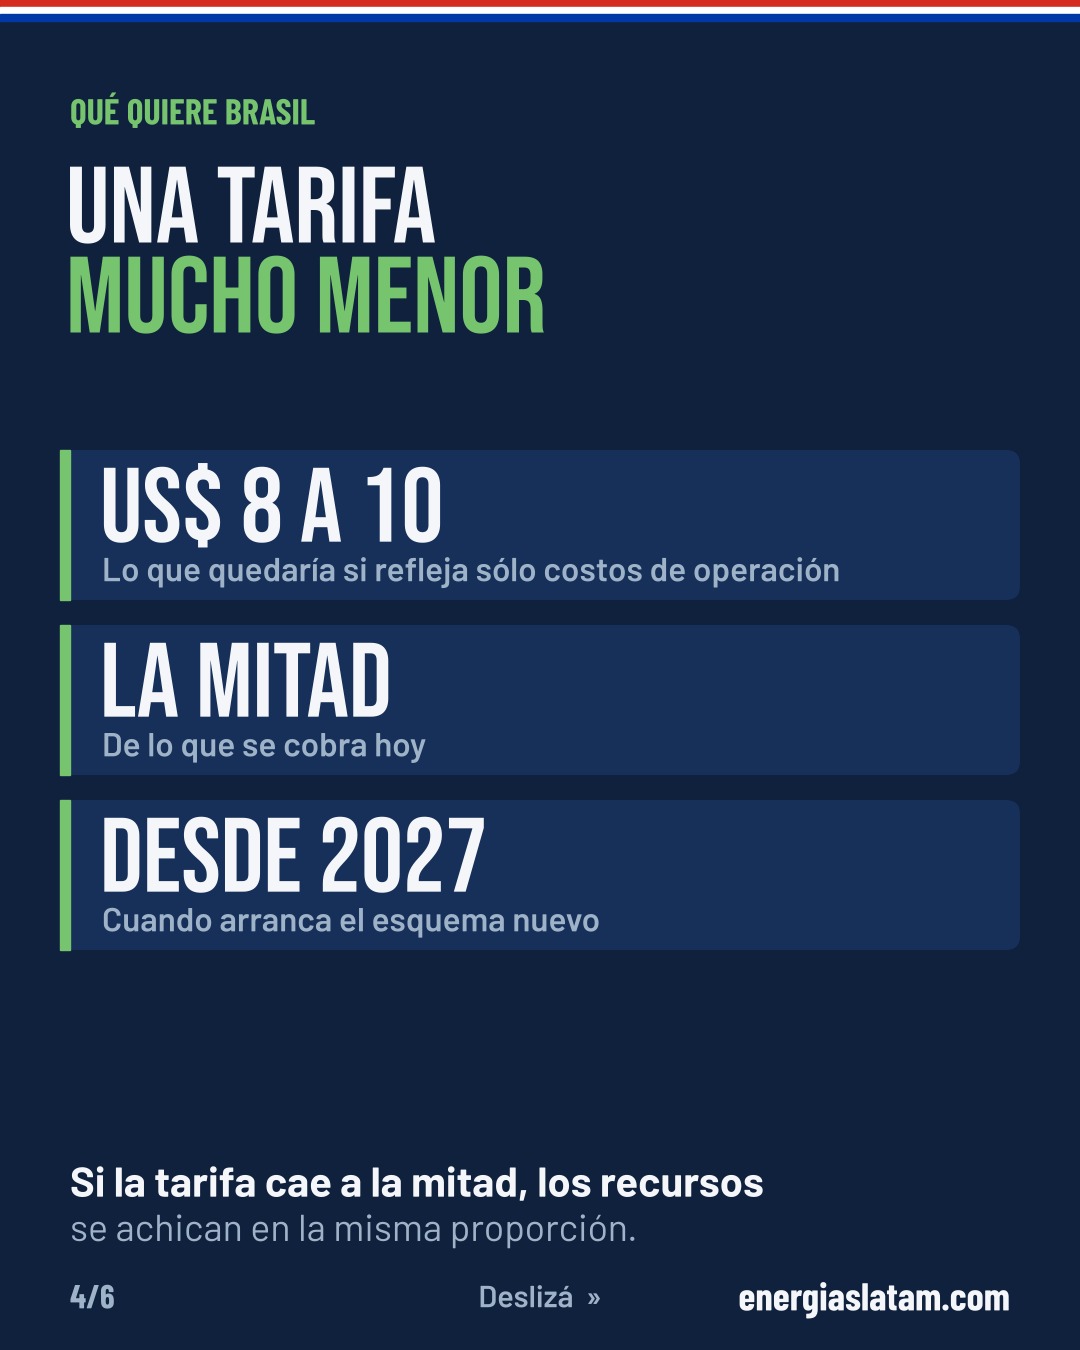 QUÉ QUIERE BRASIL
UNA TARIFA
MUCHO MENOR
US$ 8 A 10
Lo que quedaría si refleja sólo costos de operación
LA MITAD
De lo que se cobra hoy
DESDE 2027
Cuando arranca el esquema nuevo
Si la tarifa cae a la mitad, los recursos
se achican en la misma proporción.
4/6
Deslizá »
energiaslatam.com